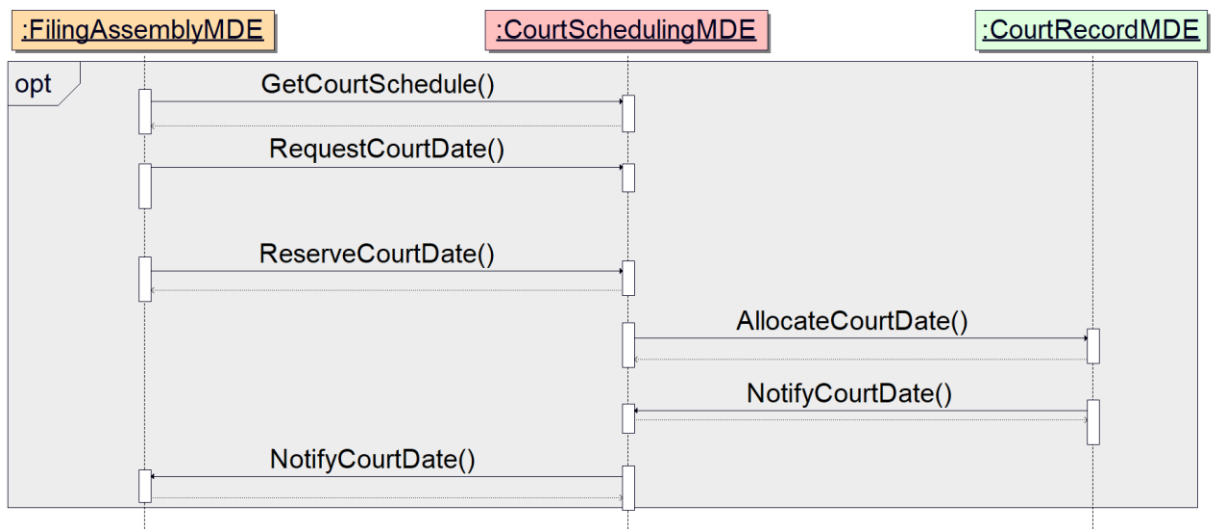 :FilingAssemblyMDE
:CourtSchedulingMDE
:CourtRecordMDE
opt
GetCourtSchedule()
RequestCourtDate()
ReserveCourtDate()
AllocateCourtDate()
NotifyCourtDate()
NotifyCourtDate()